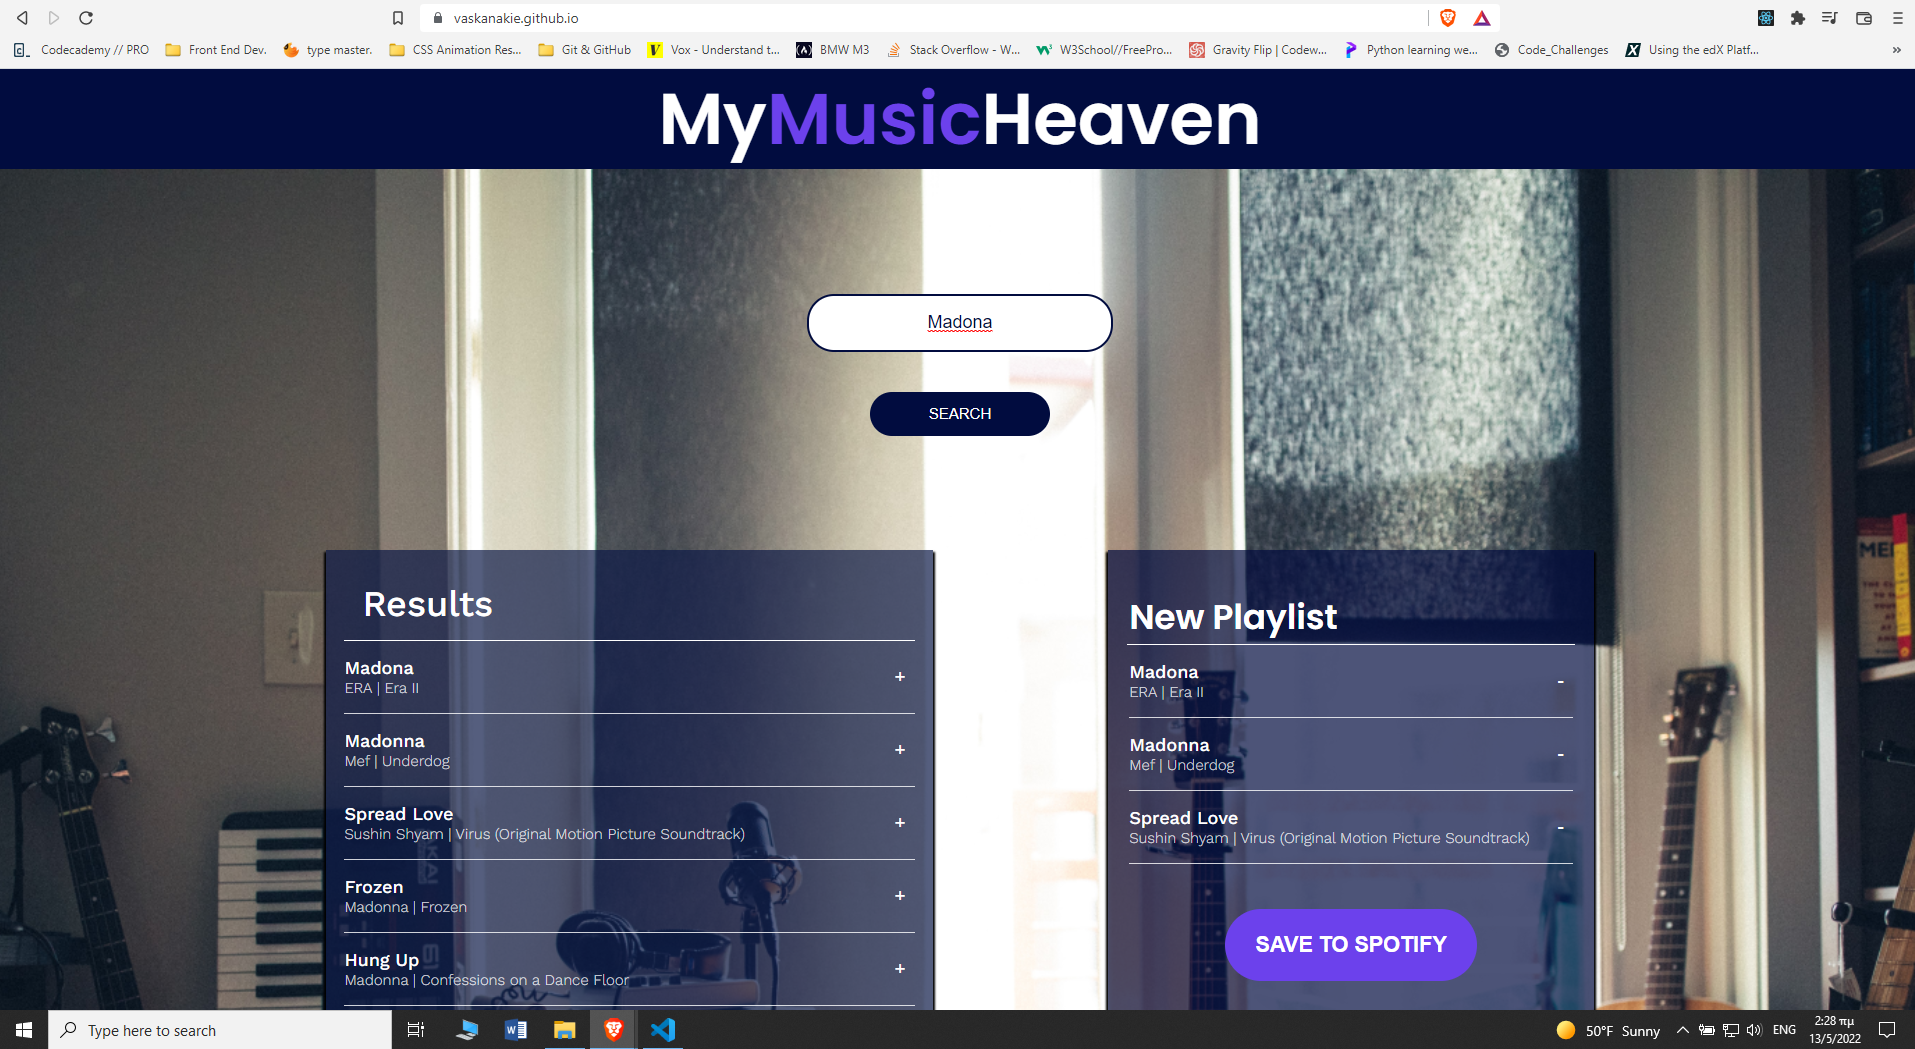 vaskanakie.github.io
Codecademy // PRO Front End Dev. type master. CSS Animation Res... Git & GitHub Vox - Understand t... BMW M3 Stack Overflow - W... W3School//FreePro... Gravity Flip | Codew... Python learning we... Code_Challenges Using the edX Platf... »
MyMusicHeaven
Madona
SEARCH
Results
Madona
ERA | Era II
+
Madonna
Mef | Underdog
+
Spread Love
Sushin Shyam | Virus (Original Motion Picture Soundtrack)
+
Frozen
Madonna | Frozen
+
Hung Up
Madonna | Confessions on a Dance Floor
+
New Playlist
Madona
ERA | Era II
-
Madonna
Mef | Underdog
-
Spread Love
Sushin Shyam | Virus (Original Motion Picture Soundtrack)
-
SAVE TO SPOTIFY
Type here to search
50°F Sunny
ENG
2:28 πμ
13/5/2022